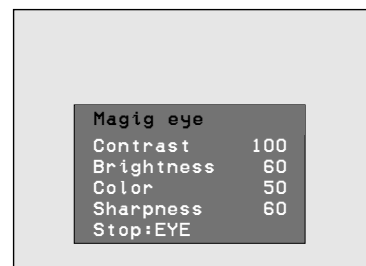 Magig eye
Contrast 100
Brightness 60
Color 50
Sharpness 60
Stop:EYE